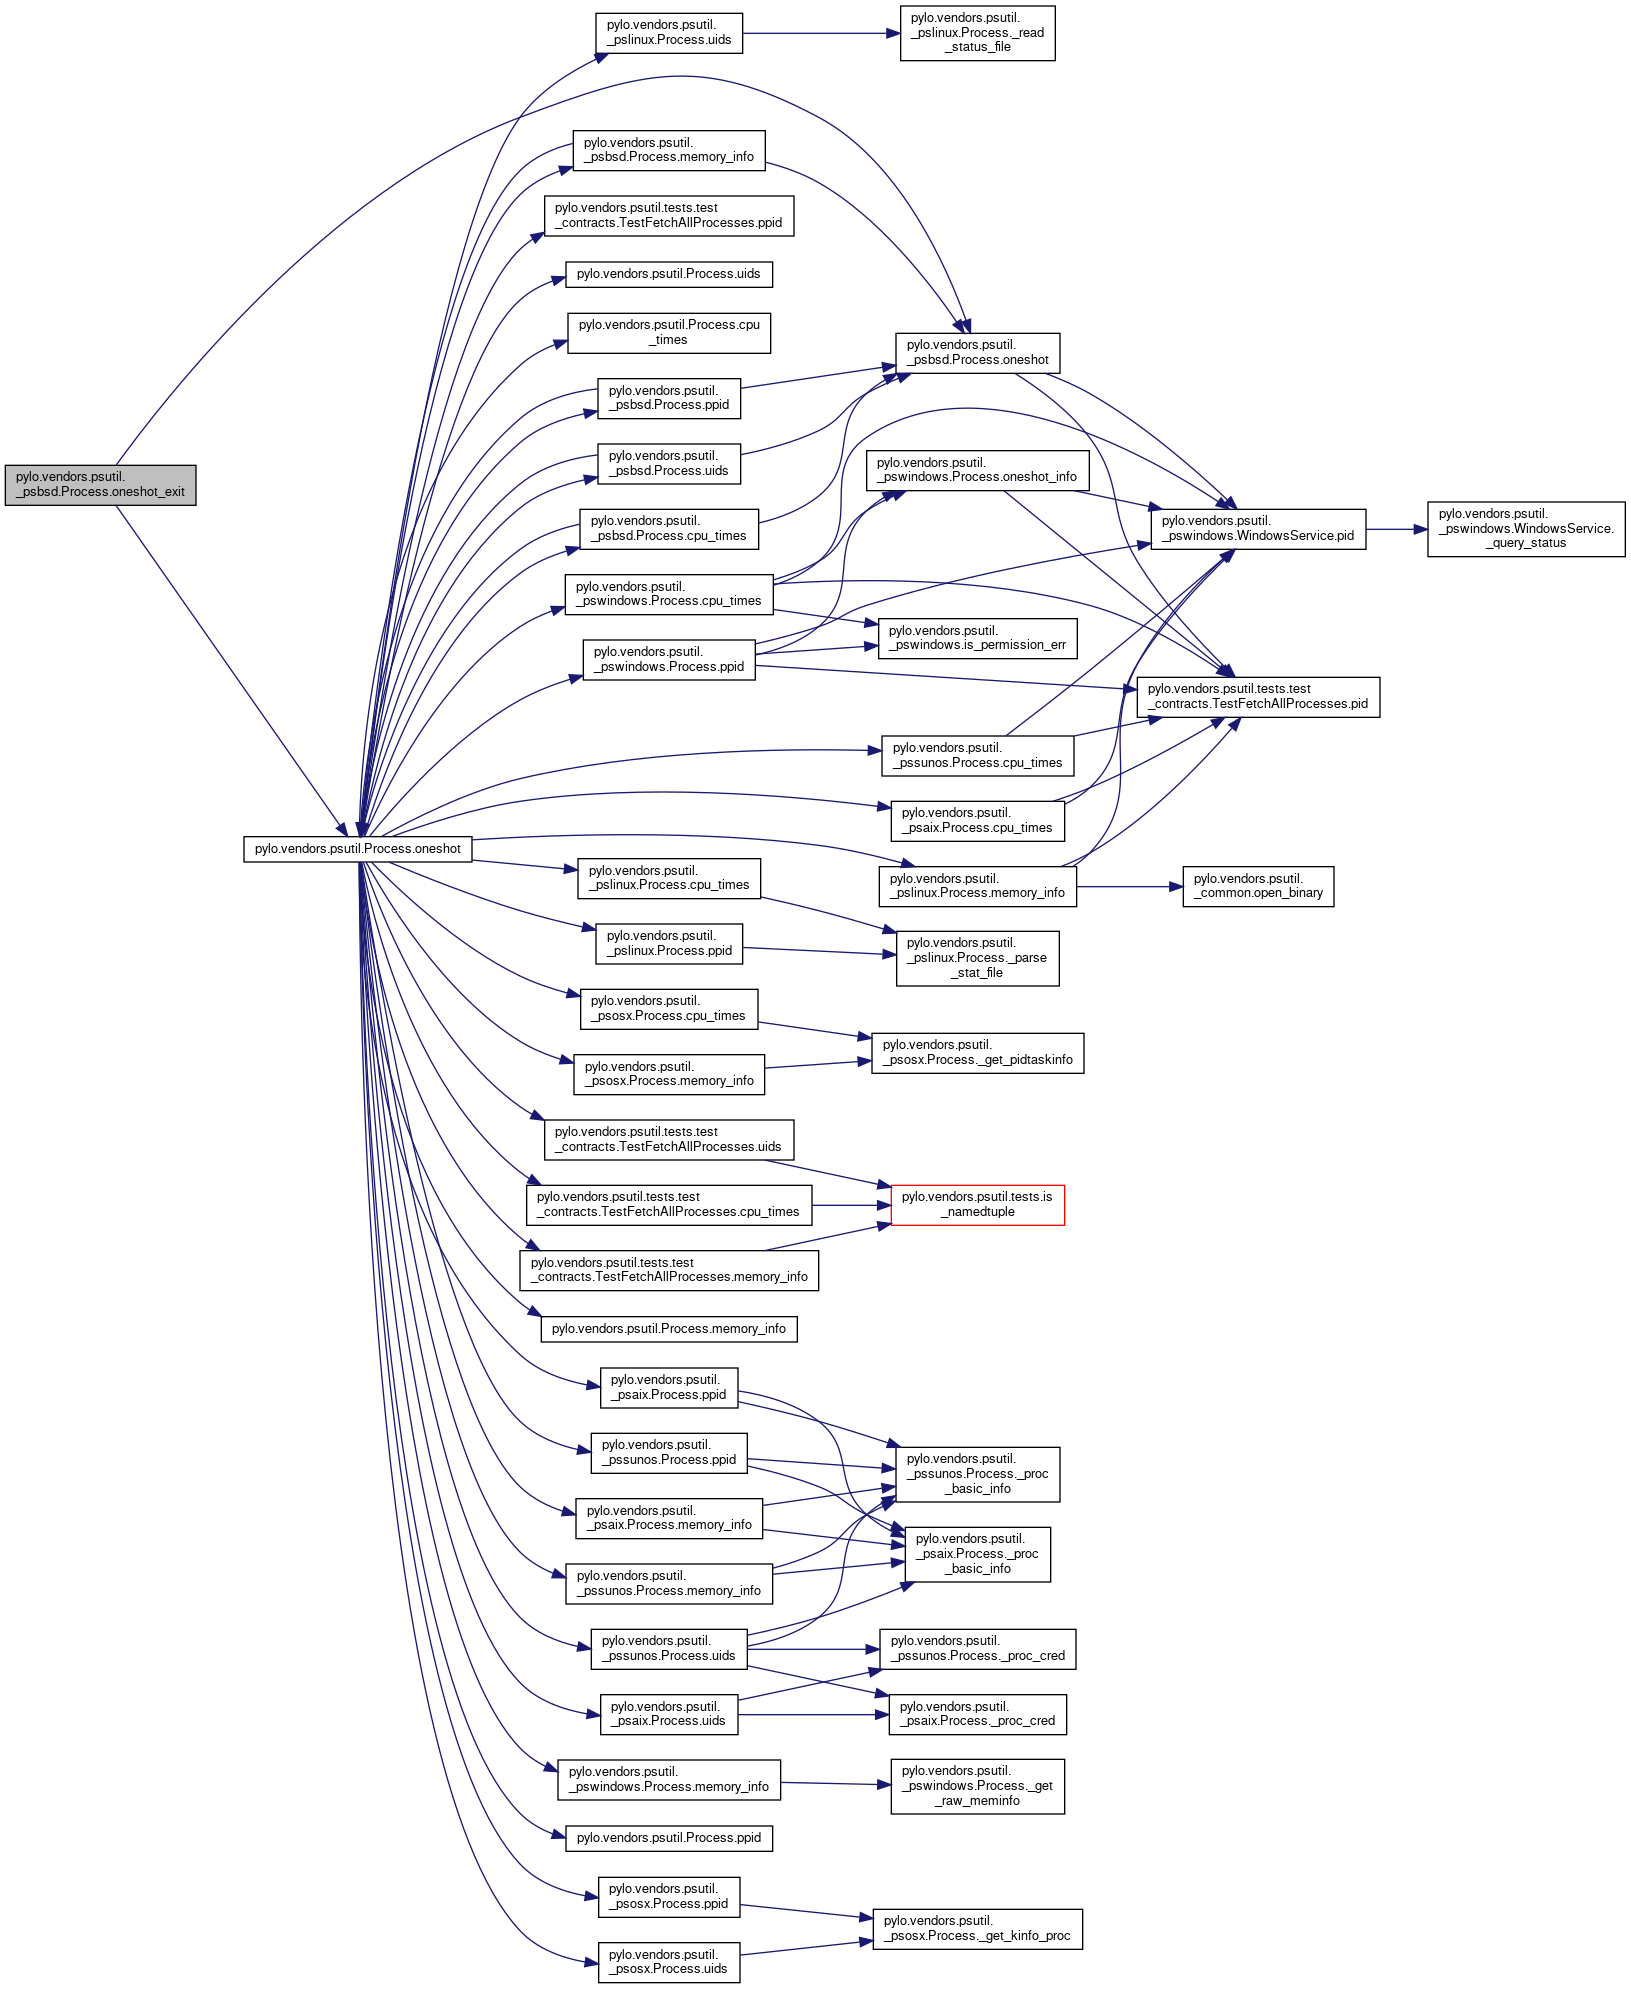 pylo.vendors.psutil.
_pslinux.Process.uids
pylo.vendors.psutil.
_pslinux.Process._read
_status_file
pylo.vendors.psutil.
_psbsd.Process.memory_info
pylo.vendors.psutil.tests.test
_contracts.TestFetchAllProcesses.ppid
pylo.vendors.psutil.Process.uids
pylo.vendors.psutil.Process.cpu
_times
pylo.vendors.psutil.
_psbsd.Process.oneshot
pylo.vendors.psutil.
_psbsd.Process.ppid
pylo.vendors.psutil.
_psbsd.Process.uids
pylo.vendors.psutil.
_pswindows.Process.oneshot_info
pylo.vendors.psutil.
_psbsd.Process.oneshot_exit
pylo.vendors.psutil.
_psbsd.Process.cpu_times
pylo.vendors.psutil.
_pswindows.WindowsService.pid
pylo.vendors.psutil.
_pswindows.WindowsService.
_query_status
pylo.vendors.psutil.
_pswindows.Process.cpu_times
pylo.vendors.psutil.
_pswindows.is_permission_err
pylo.vendors.psutil.
_pswindows.Process.ppid
pylo.vendors.psutil.tests.test
_contracts.TestFetchAllProcesses.pid
pylo.vendors.psutil.
_pssunos.Process.cpu_times
pylo.vendors.psutil.
_psaix.Process.cpu_times
pylo.vendors.psutil.Process.oneshot
pylo.vendors.psutil.
_pslinux.Process.cpu_times
pylo.vendors.psutil.
_pslinux.Process.memory_info
pylo.vendors.psutil.
_common.open_binary
pylo.vendors.psutil.
_pslinux.Process.ppid
pylo.vendors.psutil.
_pslinux.Process._parse
_stat_file
pylo.vendors.psutil.
_psosx.Process.cpu_times
pylo.vendors.psutil.
_psosx.Process._get_pidtaskinfo
pylo.vendors.psutil.
_psosx.Process.memory_info
pylo.vendors.psutil.tests.test
_contracts.TestFetchAllProcesses.uids
pylo.vendors.psutil.tests.test
_contracts.TestFetchAllProcesses.cpu_times
pylo.vendors.psutil.tests.is
_namedtuple
pylo.vendors.psutil.tests.test
_contracts.TestFetchAllProcesses.memory_info
pylo.vendors.psutil.Process.memory_info
pylo.vendors.psutil.
_psaix.Process.ppid
pylo.vendors.psutil.
_pssunos.Process.ppid
pylo.vendors.psutil.
_pssunos.Process._proc
_basic_info
pylo.vendors.psutil.
_psaix.Process.memory_info
pylo.vendors.psutil.
_psaix.Process._proc
_basic_info
pylo.vendors.psutil.
_pssunos.Process.memory_info
pylo.vendors.psutil.
_pssunos.Process.uids
pylo.vendors.psutil.
_pssunos.Process._proc_cred
pylo.vendors.psutil.
_psaix.Process.uids
pylo.vendors.psutil.
_psaix.Process._proc_cred
pylo.vendors.psutil.
_pswindows.Process.memory_info
pylo.vendors.psutil.
_pswindows.Process._get
_raw_meminfo
pylo.vendors.psutil.Process.ppid
pylo.vendors.psutil.
_psosx.Process.ppid
pylo.vendors.psutil.
_psosx.Process._get_kinfo_proc
pylo.vendors.psutil.
_psosx.Process.uids